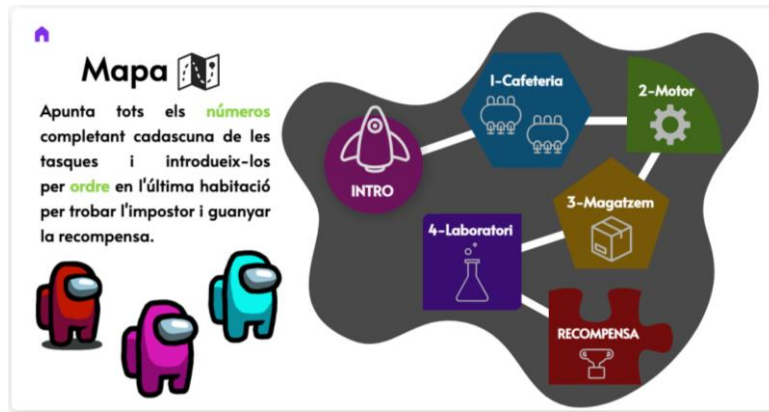 Mapa
Apunta tots els números
completant cadascuna de les
tasques i introdueix-los
per ordre en l'última habitació
per trobar l'impostor i guanyar
la recompensa.
INTRO
1-Cafeteria
2-Motor
3-Magatzem
4-Laboratori
RECOMPENSA